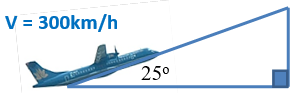 V = 300km/h
25º